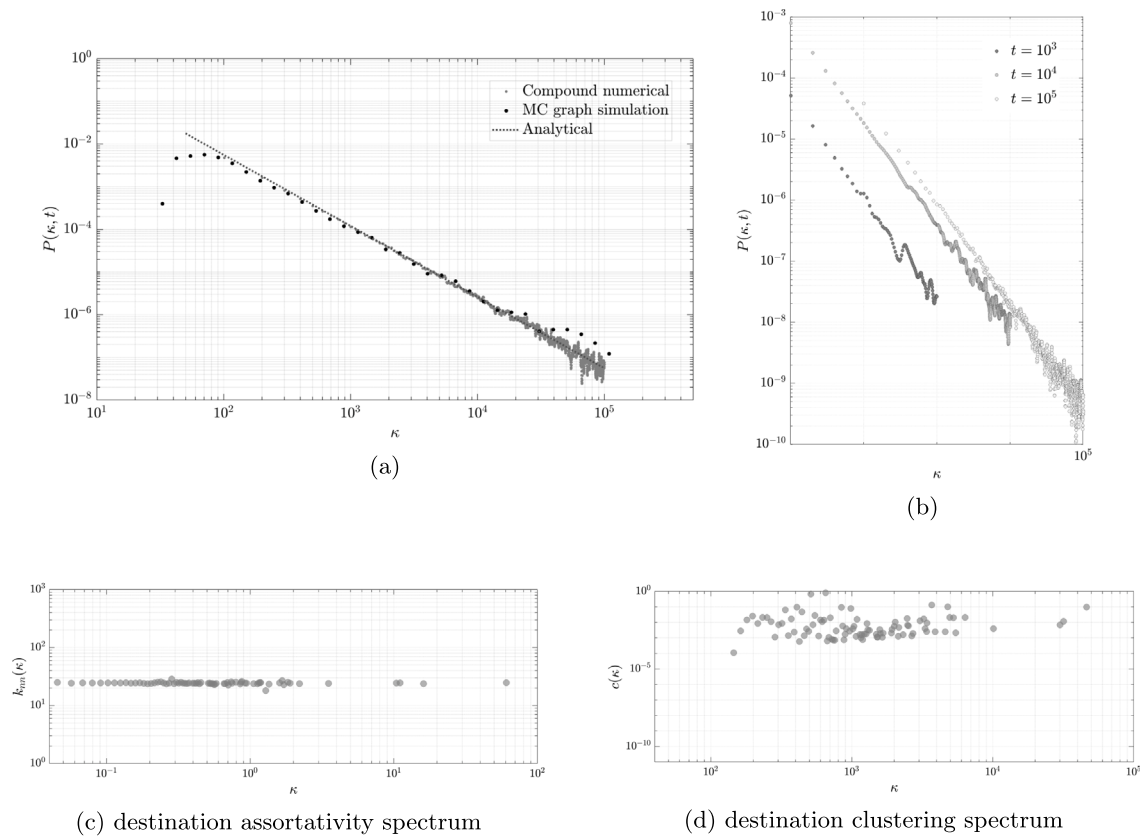 10^0
10^-2
10^-4
10^-6
10^-8
P(κ, t)
Compound numerical
MC graph simulation
Analytical
10^1 10^2 10^3 10^4 10^5
κ
(a)
10^-3
10^-4
10^-5
10^-6
10^-7
10^-8
10^-9
10^-10
P(κ, t)
t = 10^3
t = 10^4
t = 10^5
10^5
κ
(b)
10^3
10^2
10^1
10^0
k_nn(κ)
10^-1 10^0 10^1 10^2
κ
(c) destination assortativity spectrum
10^0
10^-5
10^-10
c(κ)
10^2 10^3 10^4 10^5
κ
(d) destination clustering spectrum